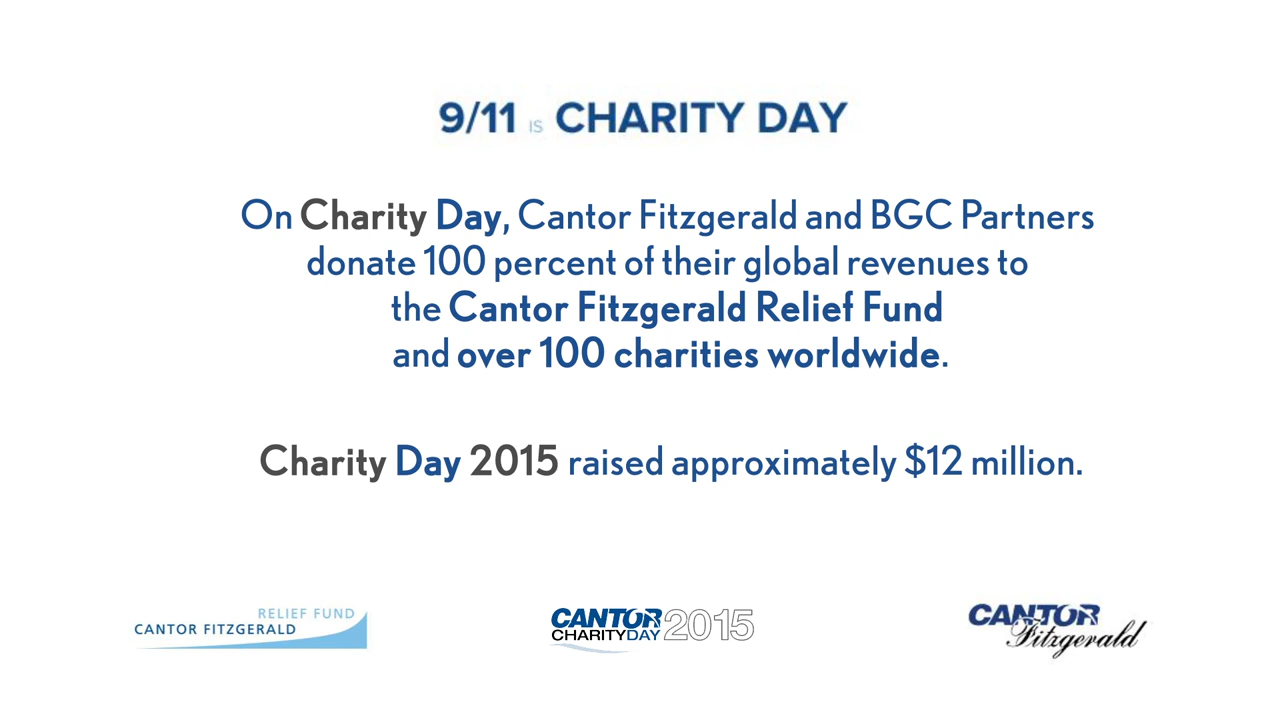 9/11 IS CHARITY DAY
On Charity Day, Cantor Fitzgerald and BGC Partners
donate 100 percent of their global revenues to
the Cantor Fitzgerald Relief Fund
and over 100 charities worldwide.
Charity Day 2015 raised approximately $12 million.
RELIEF FUND
CANTOR FITZGERALD
CANTOR 2015
CHARITYDAY
CANTOR
Fitzgerald